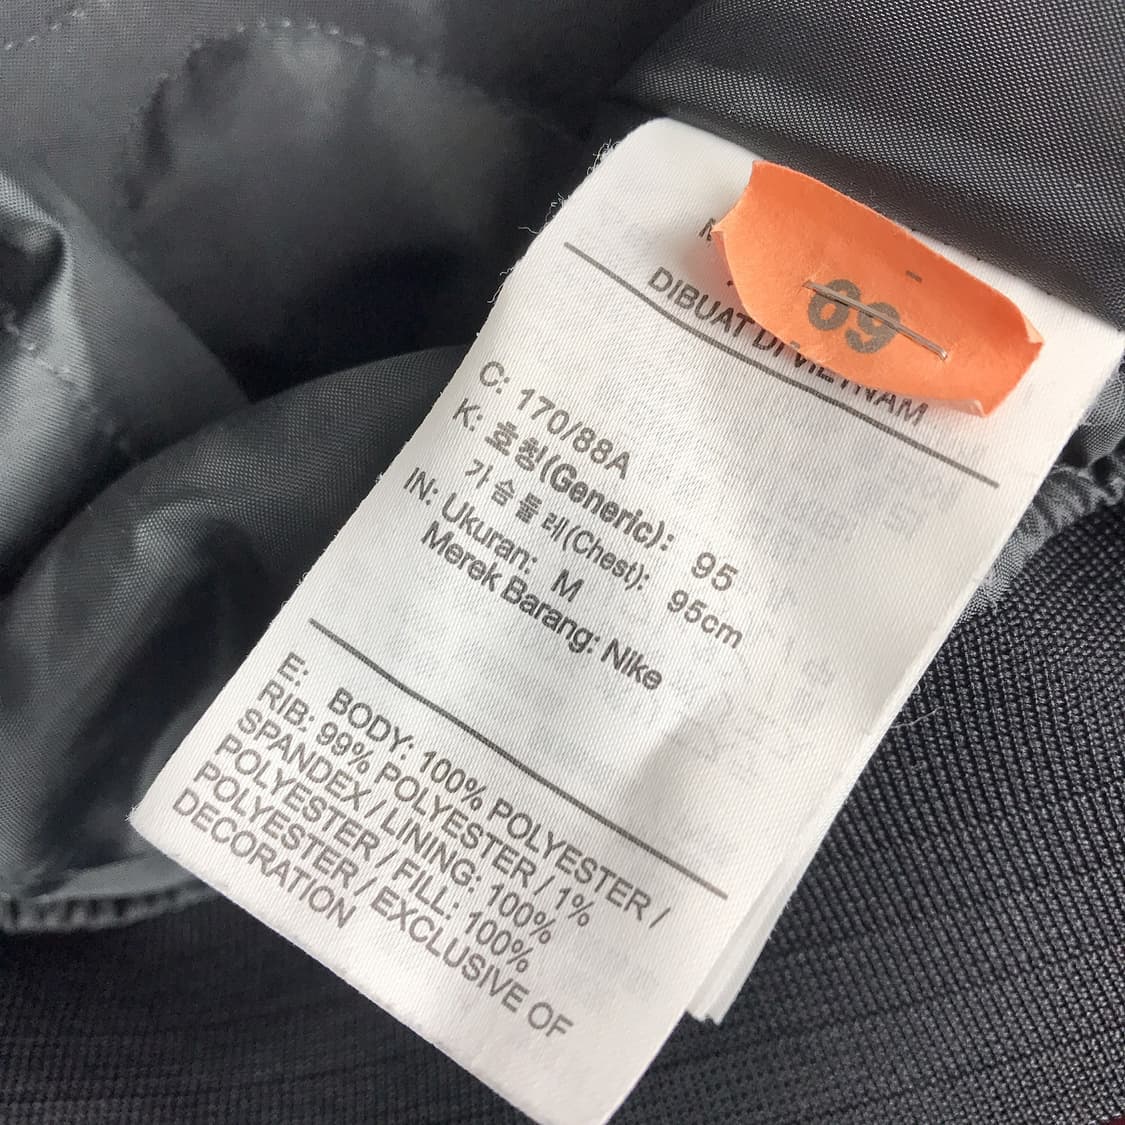 09
DIBUAT DI VIETNAM
C: 170/88A
K: 호칭(Generic): 95
가슴둘레(Chest): 95cm
IN: Ukuran: M
Merek Barang: Nike
E: BODY: 100% POLYESTER /
RIB: 99% POLYESTER / 1%
SPANDEX / LINING: 100%
POLYESTER / FILL: 100%
POLYESTER / EXCLUSIVE OF
DECORATION